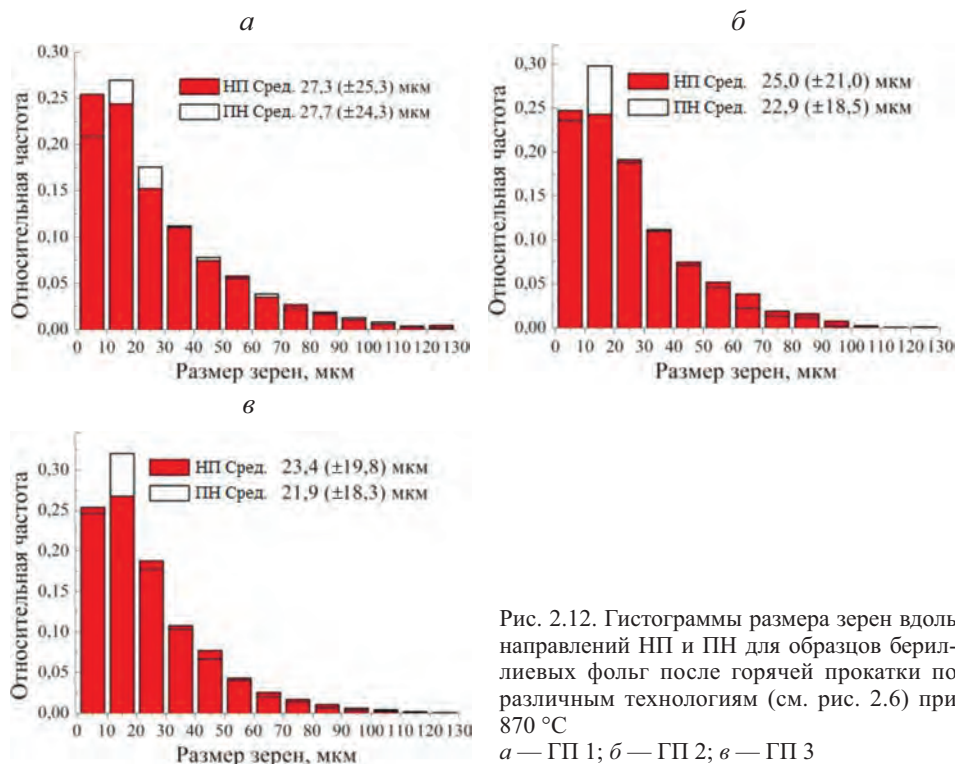 а
0,30
0,25
0,20
0,15
0,10
0,05
0,00
Относительная частота
НП Сред. 27,3 (±25,3) мкм
ПН Сред. 27,7 (±24,3) мкм
0 10 20 30 40 50 60 70 80 90 100 110 120 130
Размер зерен, мкм
б
0,30
0,25
0,20
0,15
0,10
0,05
0,00
Относительная частота
НП Сред. 25,0 (±21,0) мкм
ПН Сред. 22,9 (±18,5) мкм
0 10 20 30 40 50 60 70 80 90 100 110 120 130
Размер зерен, мкм
в
0,30
0,25
0,20
0,15
0,10
0,05
0,00
Относительная частота
НП Сред. 23,4 (±19,8) мкм
ПН Сред. 21,9 (±18,3) мкм
0 10 20 30 40 50 60 70 80 90 100 110 120 130
Размер зерен, мкм
Рис. 2.12. Гистограммы размера зерен вдоль
направлений НП и ПН для образцов берил-
лиевых фольг после горячей прокатки по
различным технологиям (см. рис. 2.6) при
870 °C
а — ГП 1; б — ГП 2; в — ГП 3